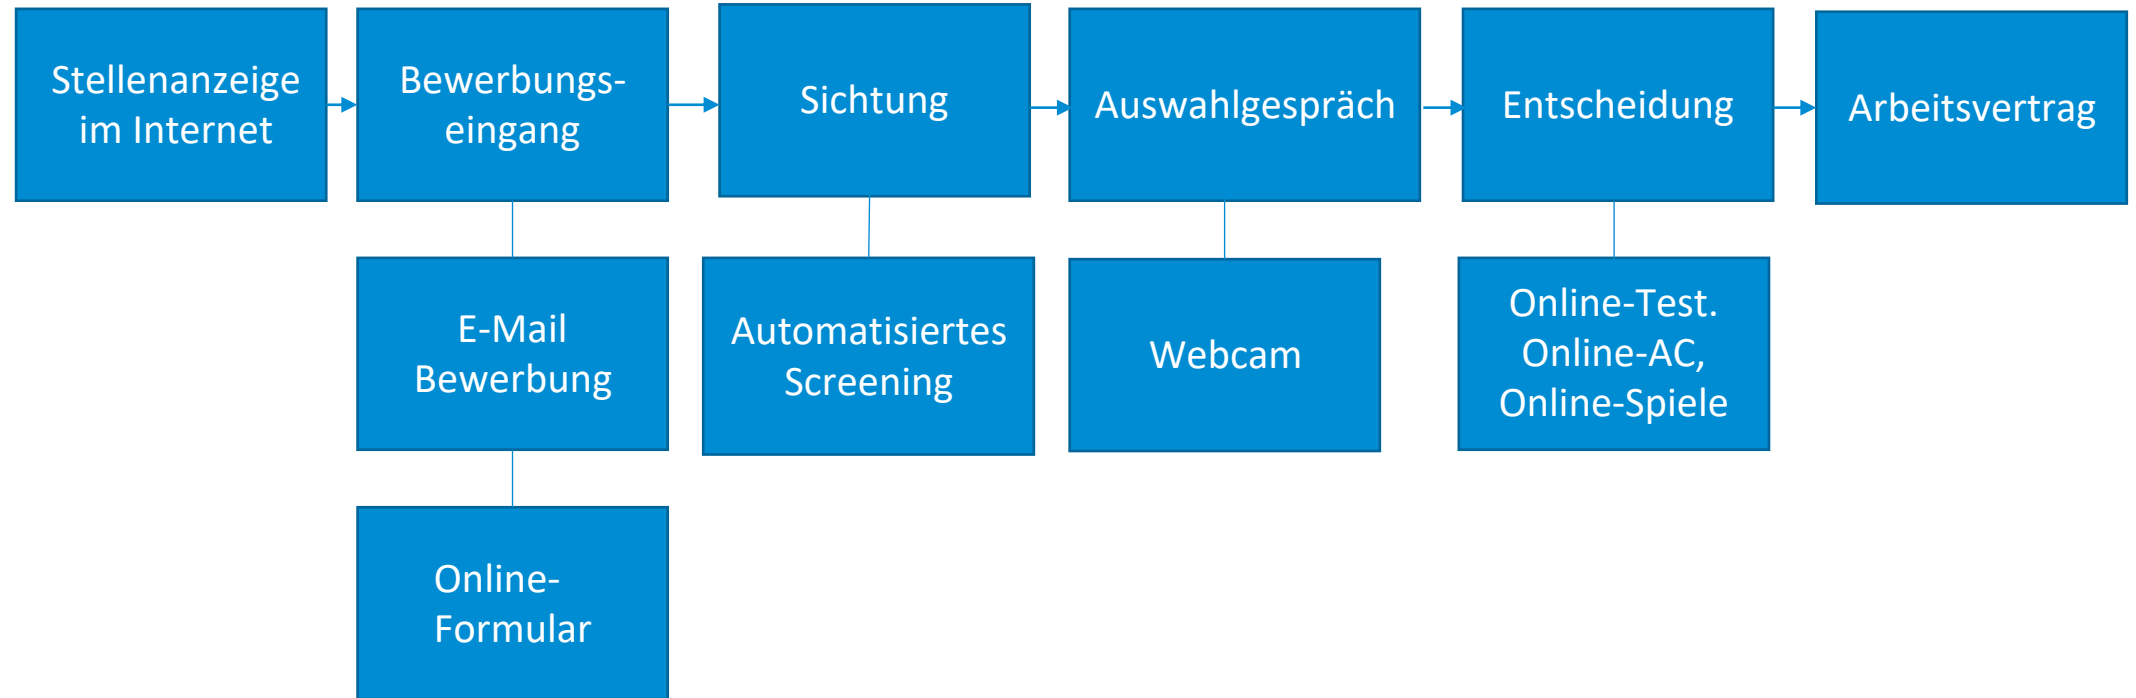 Stellenanzeige
im Internet
Bewerbungs-
eingang
Sichtung
Auswahlgespräch
Entscheidung
Arbeitsvertrag
E-Mail
Bewerbung
Automatisiertes
Screening
Webcam
Online-Test.
Online-AC,
Online-Spiele
Online-
Formular